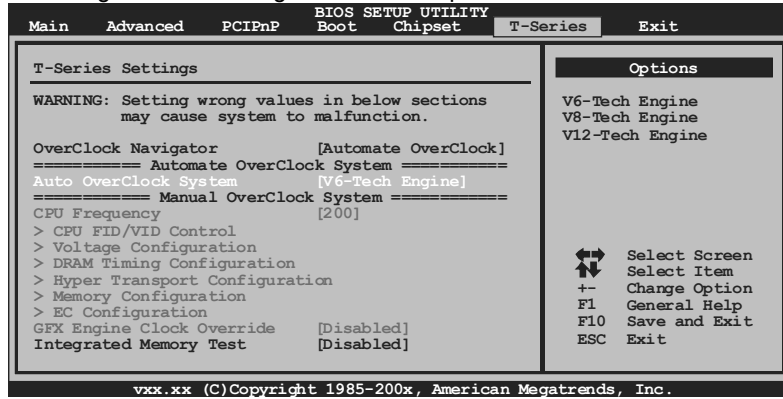 BIOS SETUP UTILITY
Main Advanced PCIPnP Boot Chipset T-Series Exit
T-Series Settings
WARNING: Setting wrong values in below sections
may cause system to malfunction.
OverClock Navigator [Automate OverClock]
=========== Automate OverClock System ===========
Auto OverClock System [V6-Tech Engine]
============ Manual OverClock System ============
CPU Frequency [200]
> CPU FID/VID Control
> Voltage Configuration
> DRAM Timing Configuration
> Hyper Transport Configuration
> Memory Configuration
> EC Configuration
GFX Engine Clock Override [Disabled]
Integrated Memory Test [Disabled]
Options
V6-Tech Engine
V8-Tech Engine
V12-Tech Engine
Select Screen
Select Item
+- Change Option
F1 General Help
F10 Save and Exit
ESC Exit
vxx.xx (C)Copyright 1985-200x, American Megatrends, Inc.